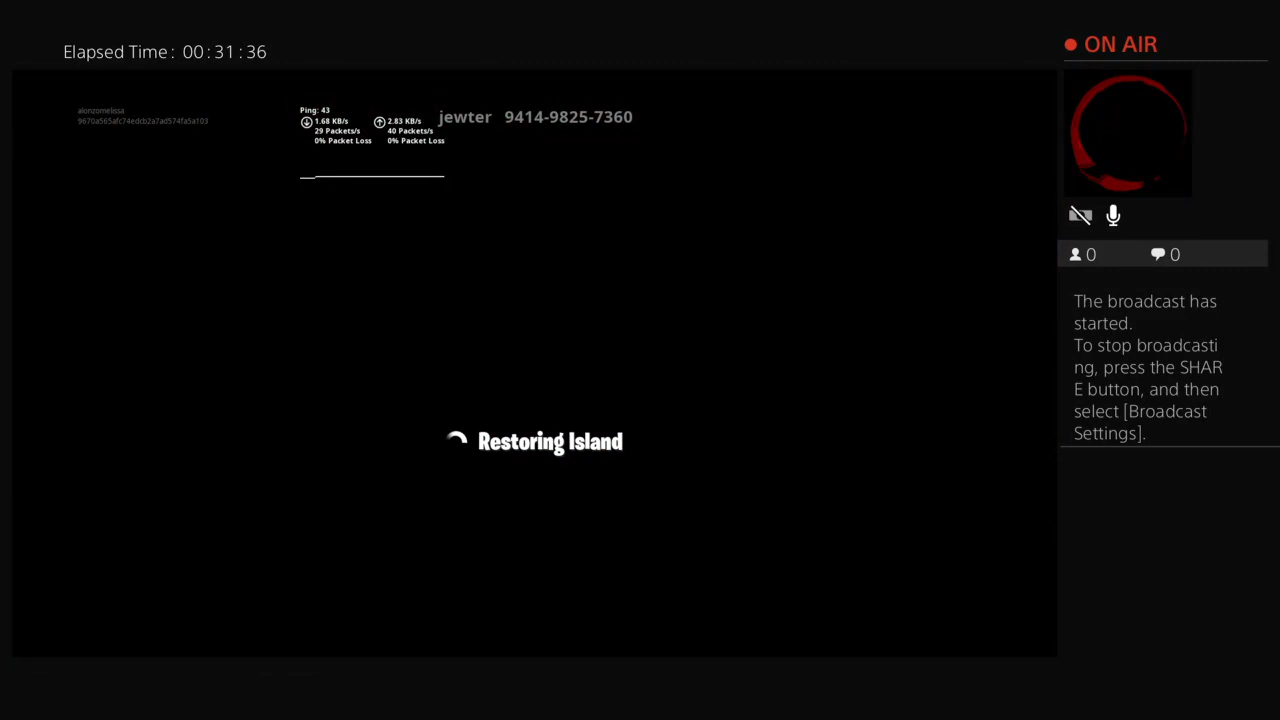 Elapsed Time: 00:31:36
ON AIR
alonzomelissa
9670a565afc74edcb2a7ad574fa5a103
Ping: 43
1.68 KB/s
29 Packets/s
0% Packet Loss
2.83 KB/s
40 Packets/s
0% Packet Loss
jewter 9414-9825-7360
0 0
The broadcast has
started.
To stop broadcasti
ng, press the SHAR
E button, and then
select [Broadcast
Settings].
Restoring Island